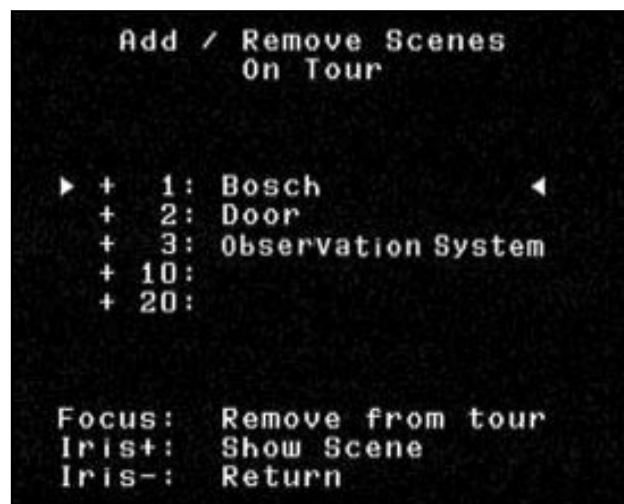 Add / Remove Scenes
On Tour
+ 1: Bosch
+ 2: Door
+ 3: Observation System
+ 10:
+ 20:
Focus: Remove from tour
Iris+: Show Scene
Iris-: Return